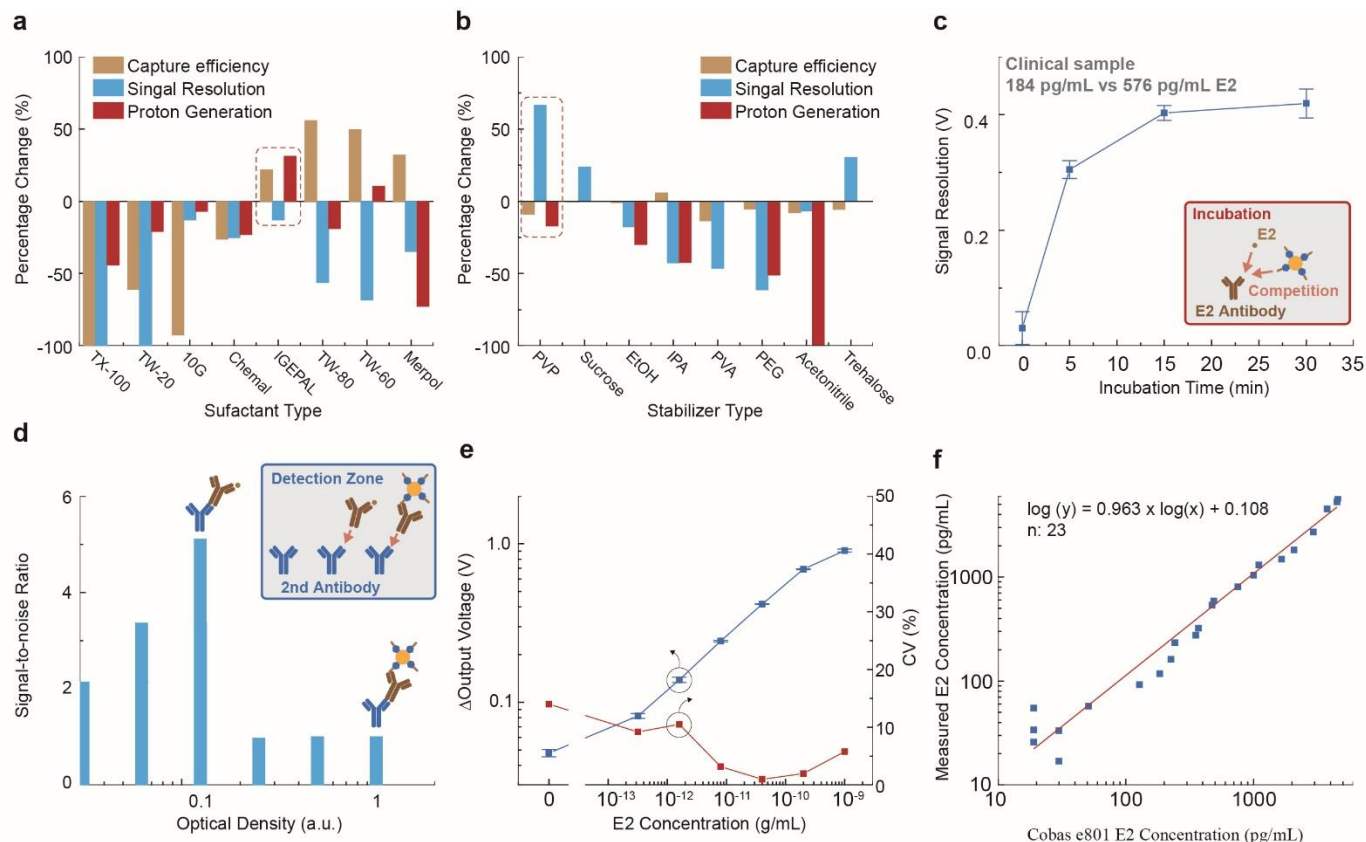 a
100
50
0
-50
-100
Percentage Change (%)
Capture efficiency
Singal Resolution
Proton Generation
TX-100
TW-20
10G
Chemal
IGEPAL
TW-80
TW-60
Merpol
Sufactant Type
b
100
50
0
-50
-100
Percentage Change (%)
Capture efficiency
Singal Resolution
Proton Generation
PVP
Sucrose
EtOH
IPA
PVA
PEG
Acetonitrile
Trehalose
Stabilizer Type
c
Clinical sample
184 pg/mL vs 576 pg/mL E2
Signal Resolution (V)
0.4
0.2
0.0
Incubation
E2
Competition
E2 Antibody
0 5 10 15 20 25 30 35
Incubation Time (min)
d
6
4
2
0
Signal-to-noise Ratio
Detection Zone
2nd Antibody
0.1 1
Optical Density (a.u.)
e
ΔOutput Voltage (V)
1.0
0.1
50
40
30
20
10
0
CV (%)
0 10-13 10-12 10-11 10-10 10-9
E2 Concentration (g/mL)
f
log (y) = 0.963 x log(x) + 0.108
n: 23
Measured E2 Concentration (pg/mL)
1000
100
10
10 100 1000
Cobas e801 E2 Concentration (pg/mL)